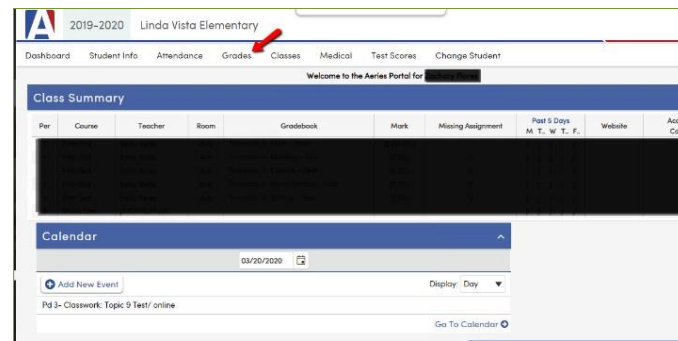 2019-2020 Linda Vista Elementary
Dashboard Student Info Attendance Grades Classes Medical Test Scores Change Student
Welcome to the Aeries Portal for
Class Summary
Per Course Teacher Room Gradebook Mark Missing Assignment Past 5 Days M T.. W T.. F.. Website
Calendar
03/20/2020
Add New Event Display: Day
Pd 3- Classwork: Topic 9 Test/ online
Go To Calendar